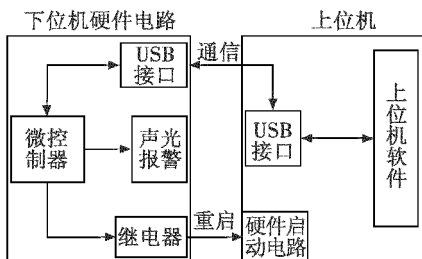 下位机硬件电路
上位机
USB
接口
通信
微控
制器
声光
报警
USB
接口
上位机软件
继电器
重启
硬件启
动电路